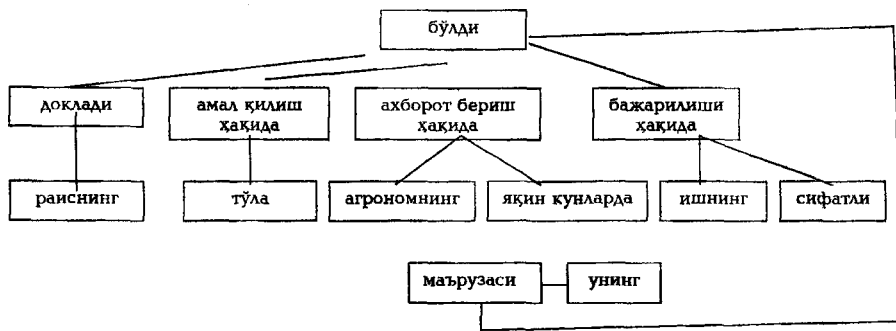 бўлди
доклади
амал қилиш
ҳақида
ахборот бериш
ҳақида
бажарилиши
ҳақида
раиснинг
тўла
агрономнинг
яқин кунларда
ишнинг
сифатли
маърузаси
унинг